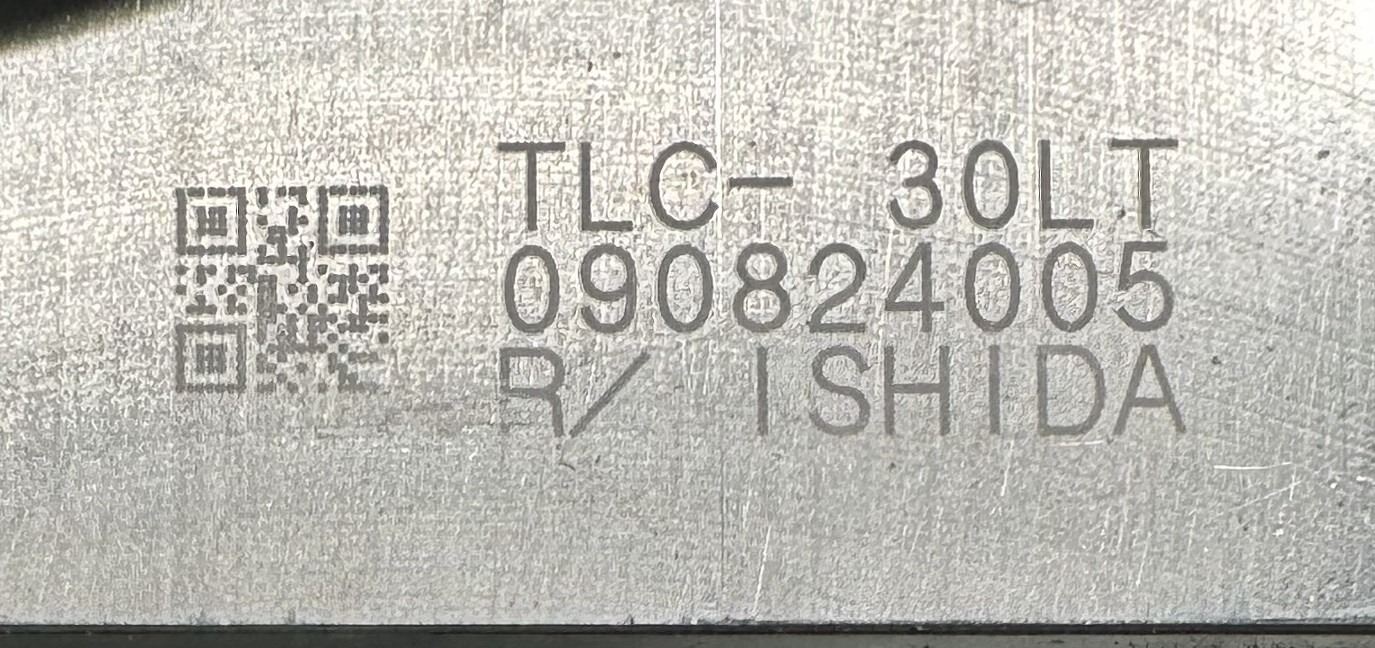 TLC- 30LT
090824005
R/ ISHIDA